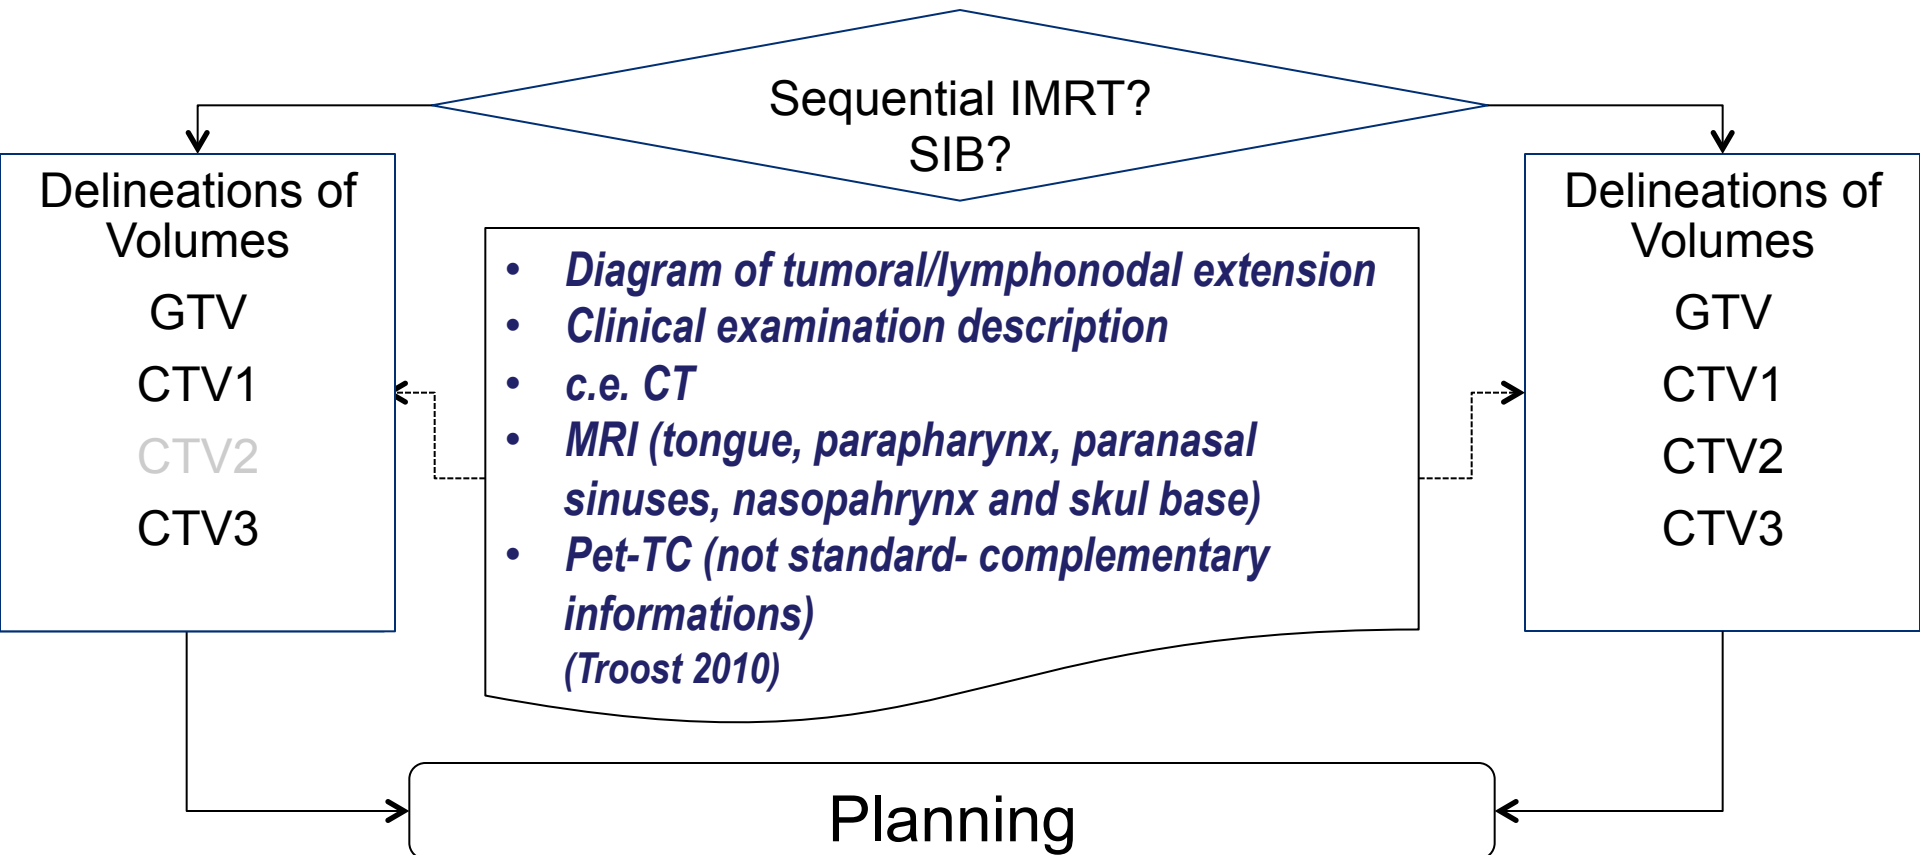 Sequential IMRT?
SIB?
Delineations of
Volumes
GTV
CTV1
CTV2
CTV3
• Diagram of tumoral/lymphonodal extension
• Clinical examination description
• c.e. CT
• MRI (tongue, parapharynx, paranasal
sinuses, nasopahrynx and skul base)
• Pet-TC (not standard- complementary
informations)
(Troost 2010)
Delineations of
Volumes
GTV
CTV1
CTV2
CTV3
Planning